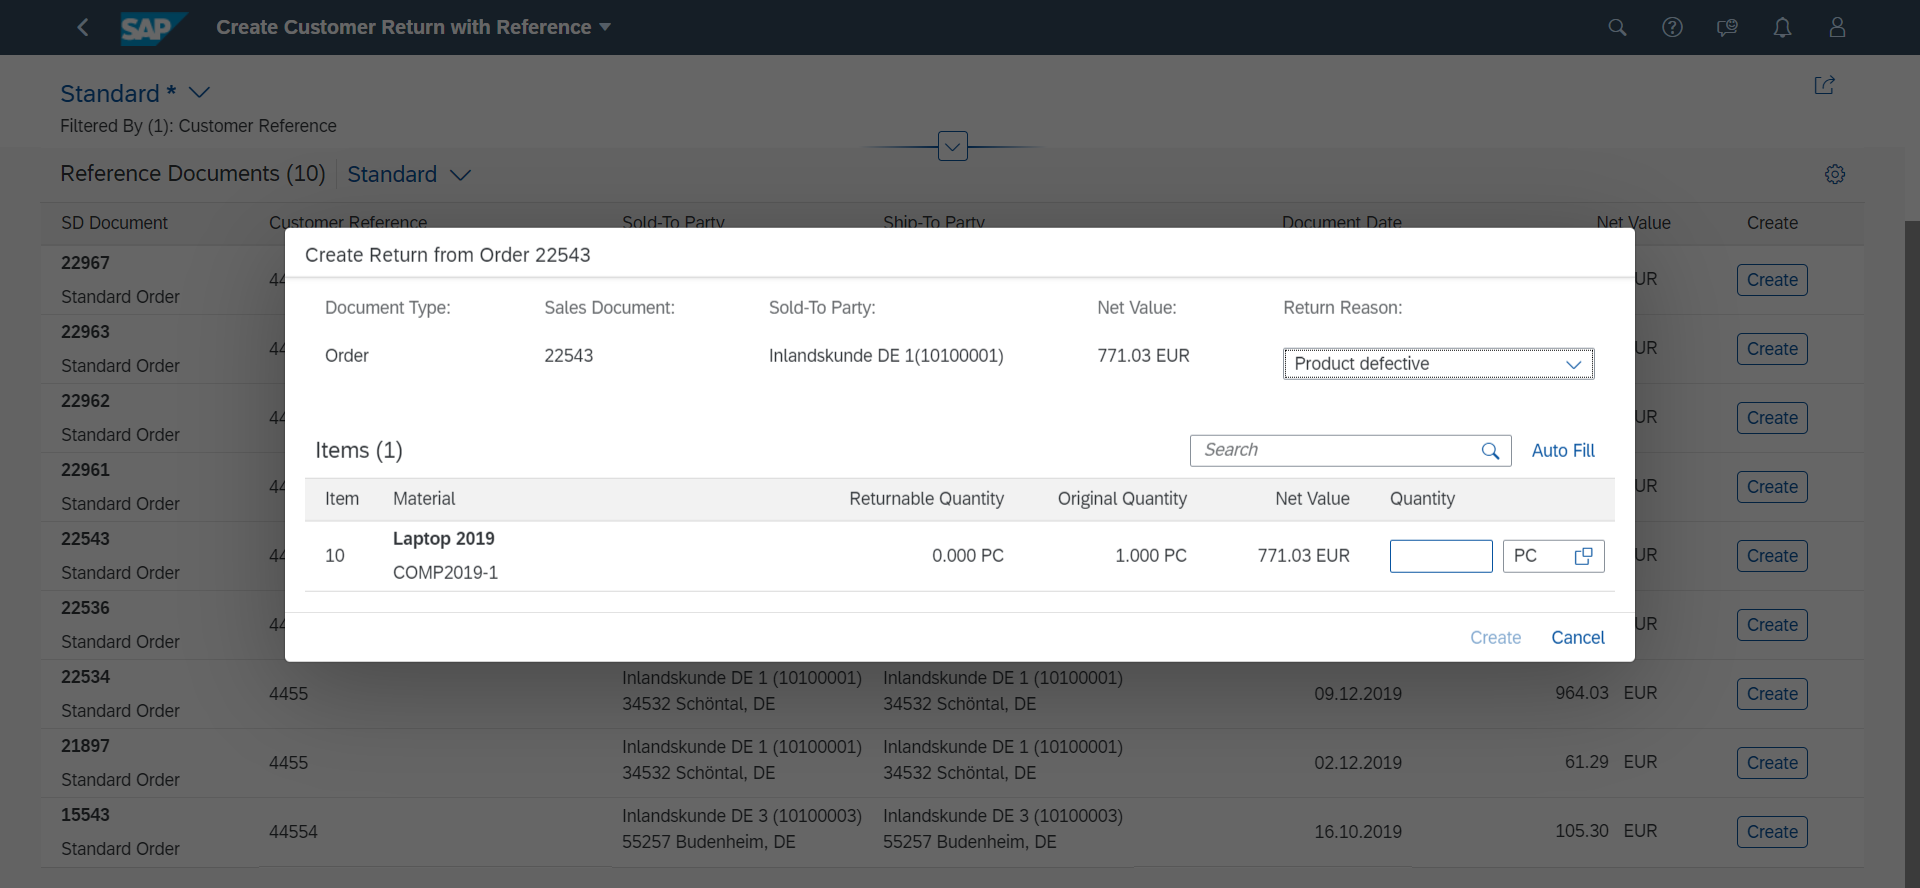 SAP Create Customer Return with Reference
Standard *
Filtered By (1): Customer Reference
Reference Documents (10) Standard
SD Document Customer Reference Sold-To Party Ship-To Party Document Date Net Value Create
22967
Standard Order
44
UR
Create
22963
Standard Order
44
UR
Create
22962
Standard Order
44
UR
Create
22961
Standard Order
44
UR
Create
22543
Standard Order
44
UR
Create
22536
Standard Order
44
UR
Create
Create Return from Order 22543
Document Type: Sales Document: Sold-To Party: Net Value: Return Reason:
Order 22543 Inlandskunde DE 1(10100001) 771.03 EUR Product defective
Items (1) Search Auto Fill
Item Material Returnable Quantity Original Quantity Net Value Quantity
Laptop 2019
10 0.000 PC 1.000 PC 771.03 EUR PC
COMP2019-1
Create Cancel
22534 Inlandskunde DE 1 (10100001) Inlandskunde DE 1 (10100001)
4455 09.12.2019 964.03 EUR Create
Standard Order 34532 Schöntal, DE 34532 Schöntal, DE
21897 Inlandskunde DE 1 (10100001) Inlandskunde DE 1 (10100001)
4455 02.12.2019 61.29 EUR Create
Standard Order 34532 Schöntal, DE 34532 Schöntal, DE
15543 Inlandskunde DE 3 (10100003) Inlandskunde DE 3 (10100003)
44554 16.10.2019 105.30 EUR Create
Standard Order 55257 Budenheim, DE 55257 Budenheim, DE